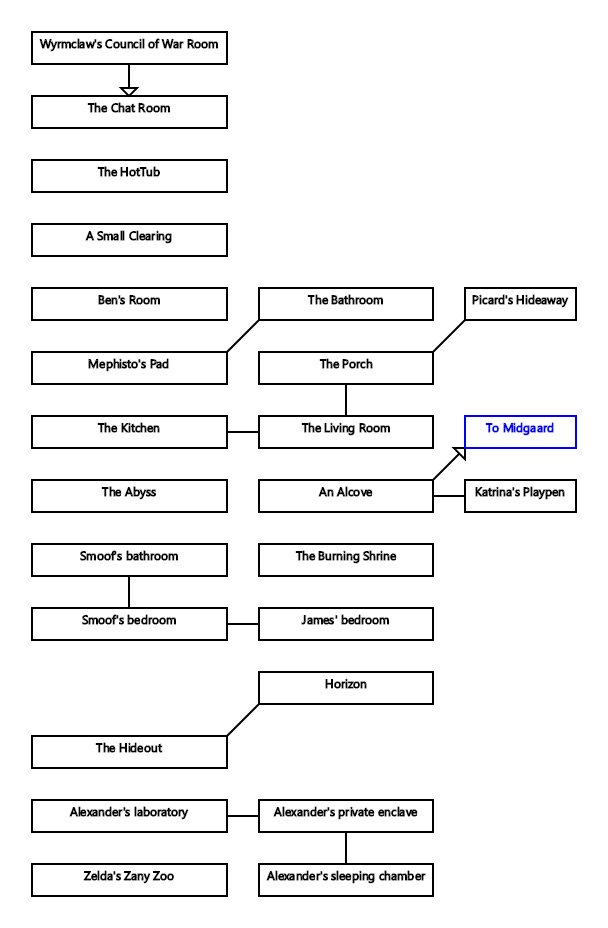 Wyrmclaw's Council of War Room
The Chat Room
The HotTub
A Small Clearing
Ben's Room
The Bathroom
Picard's Hideaway
Mephisto's Pad
The Porch
The Kitchen
The Living Room
To Midgaard
The Abyss
An Alcove
Katrina's Playpen
Smoof's bathroom
The Burning Shrine
Smoof's bedroom
James' bedroom
Horizon
The Hideout
Alexander's laboratory
Alexander's private enclave
Zelda's Zany Zoo
Alexander's sleeping chamber